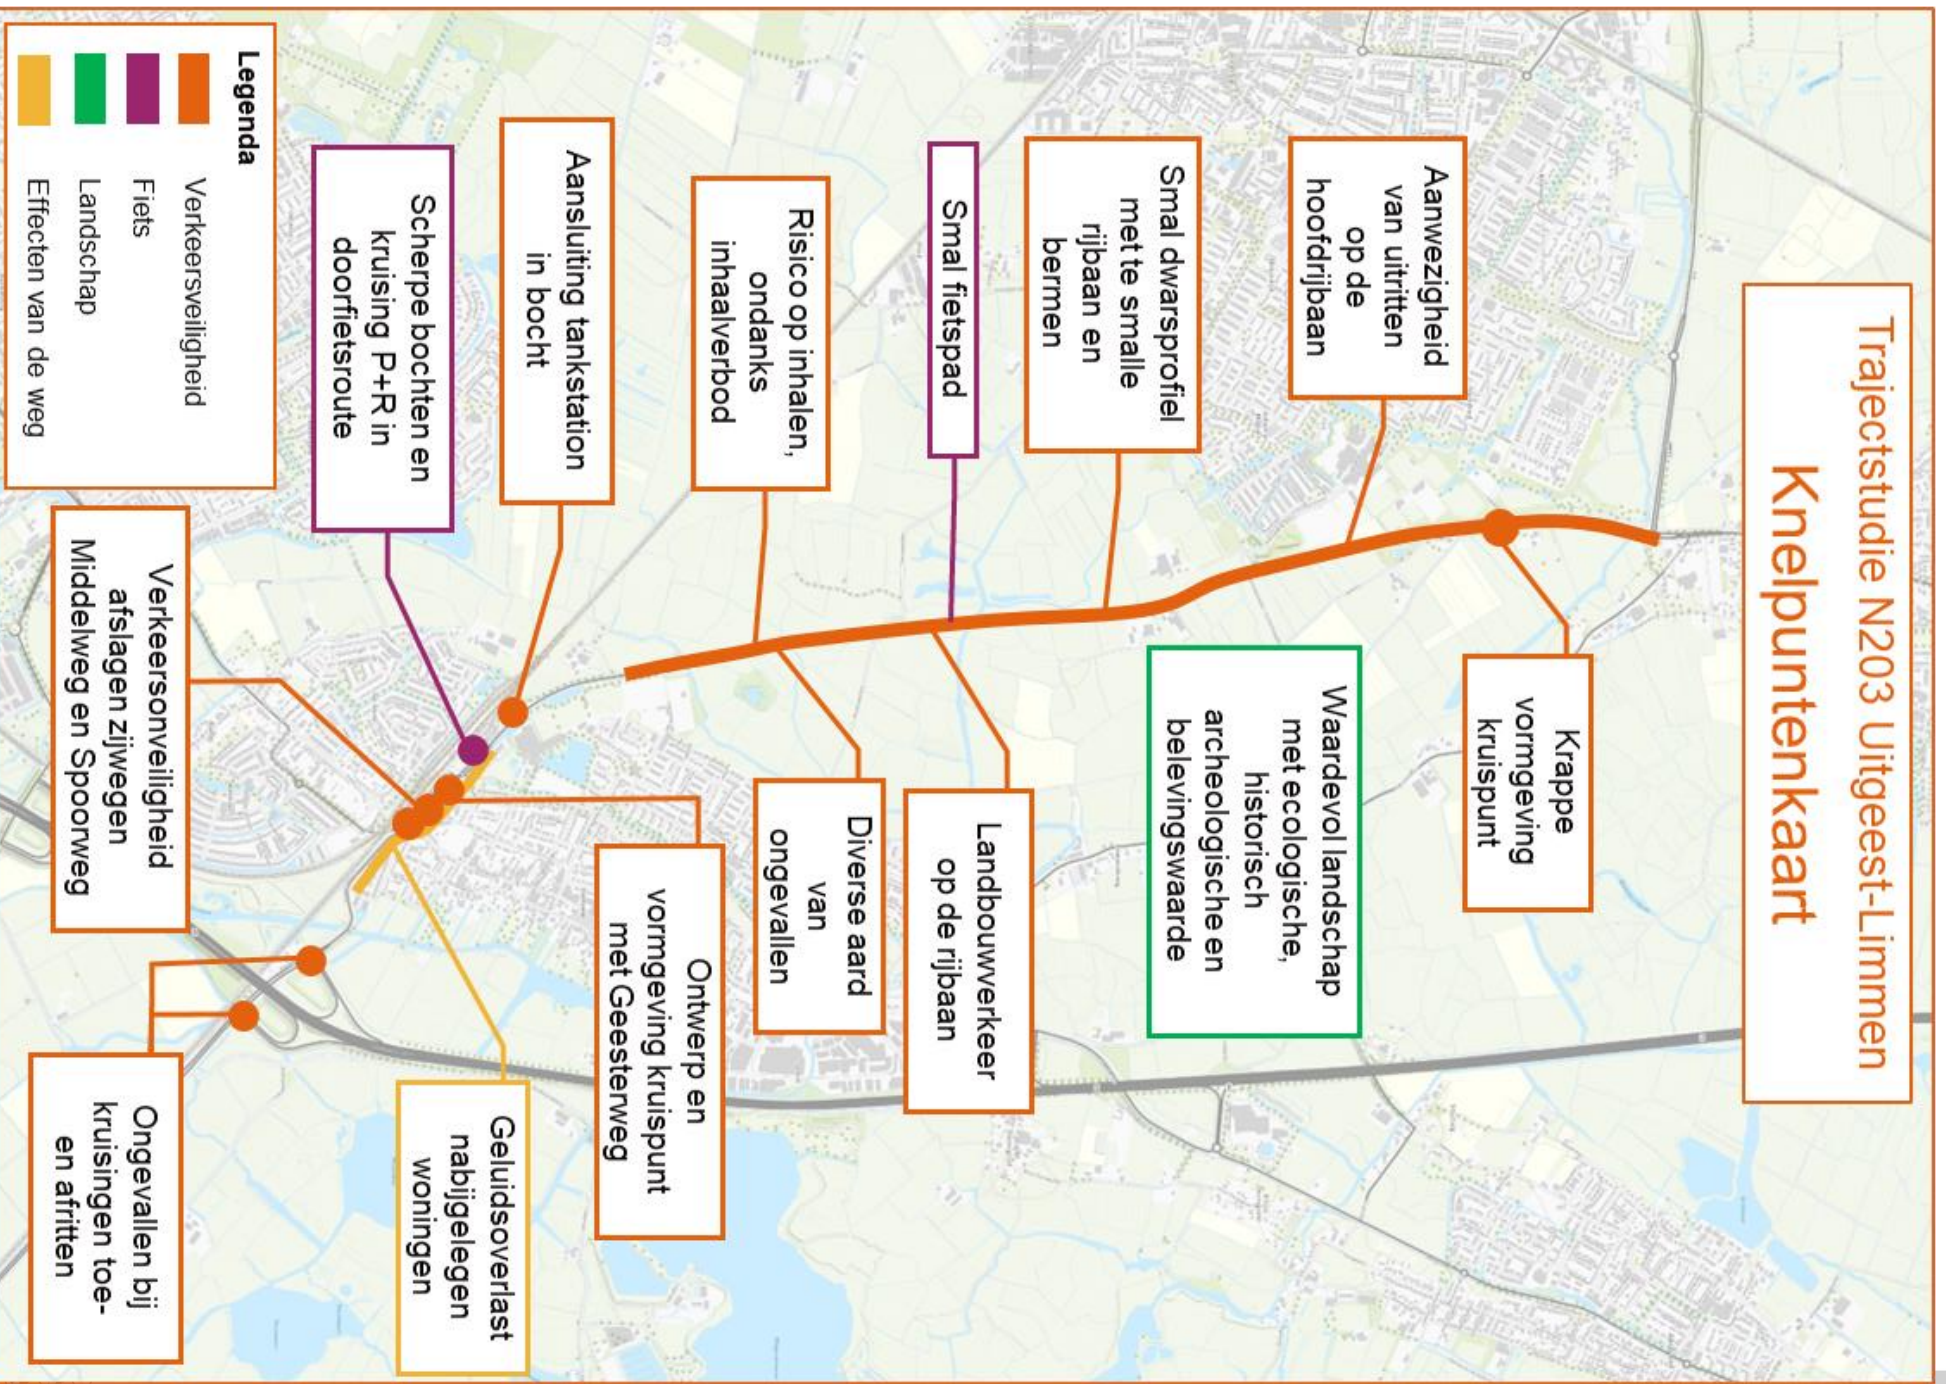 Trajectstudie N203 Uitgeest-Limmen
Knelpuntenkaart
Aanwezigheid
van uitritten
op de
hoofdrijbaan
Krappe
vormgeving
kruispunt
Smal dwarsprofiel
met te smalle
rijbaan en
bermen
Waardevol landschap
met ecologische,
historisch
archeologische en
belevingswaarde
Smal fietspad
Landbouwverkeer
op de rijbaan
Risico op inhalen,
ondanks
inhaalverbod
Diverse aard
van
ongevallen
Aansluiting tankstation
in bocht
Ontwerp en
vormgeving kruispunt
met Geesterweg
Scherpe bochten en
kruising P+R in
doorfietsroute
Geluidsoverlast
nabijgelegen
woningen
Verkeersonveiligheid
afslagen zijwegen
Middelweg en Spoorweg
Ongevallen bij
kruisingen toe-
en afritten
Legenda
Verkeersveiligheid
Fiets
Landschap
Effecten van de weg